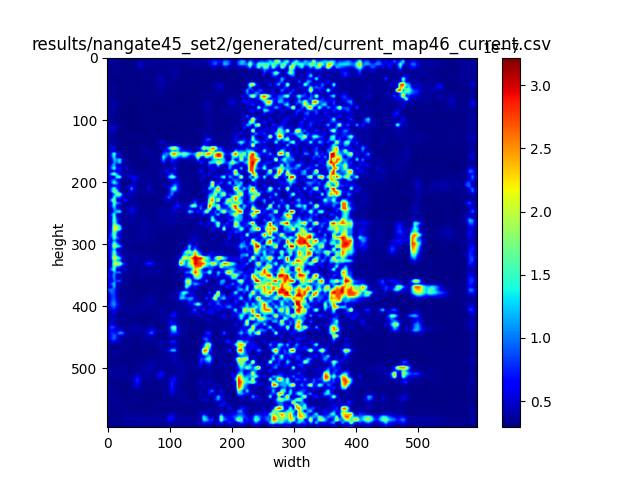 results/nangate45_set2/generated/current_map46_current.csv
1e−7
0
100
200
300
400
500
height
0 100 200 300 400 500
width
3.0
2.5
2.0
1.5
1.0
0.5